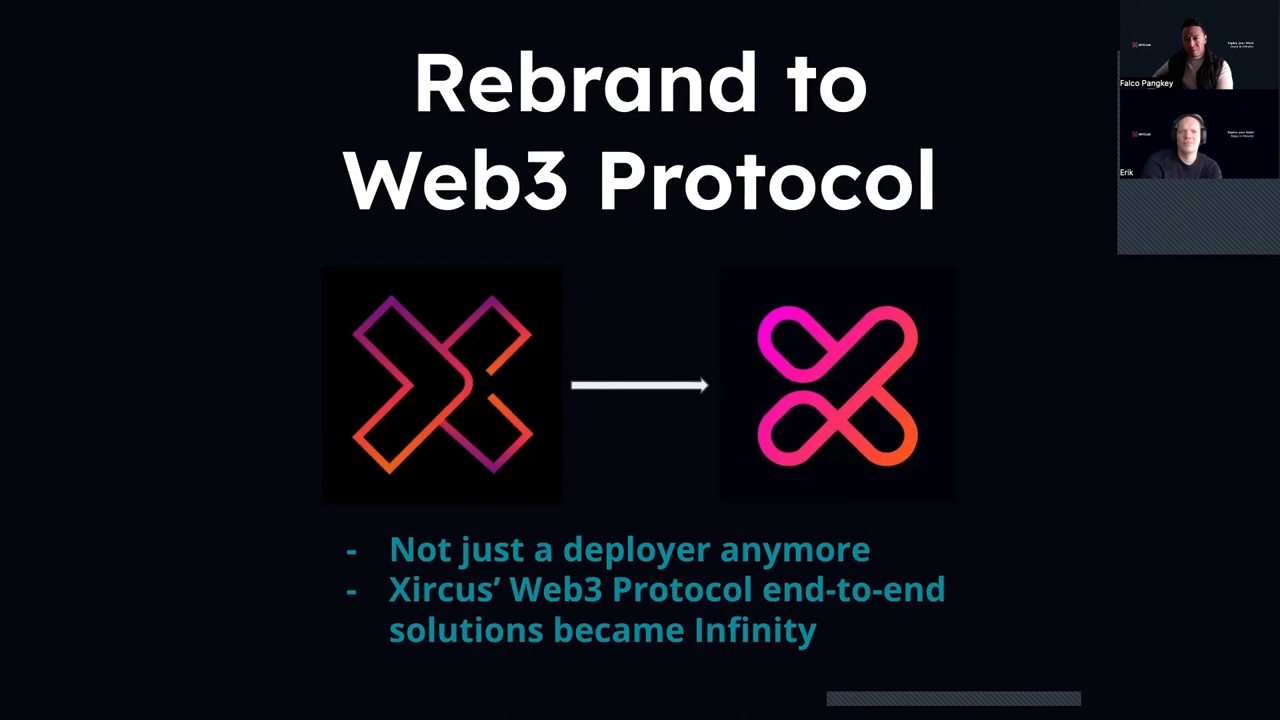 Rebrand to
Web3 Protocol
- Not just a deployer anymore
- Xircus’ Web3 Protocol end-to-end
solutions became Infinity
Falco Pangkey
Erik